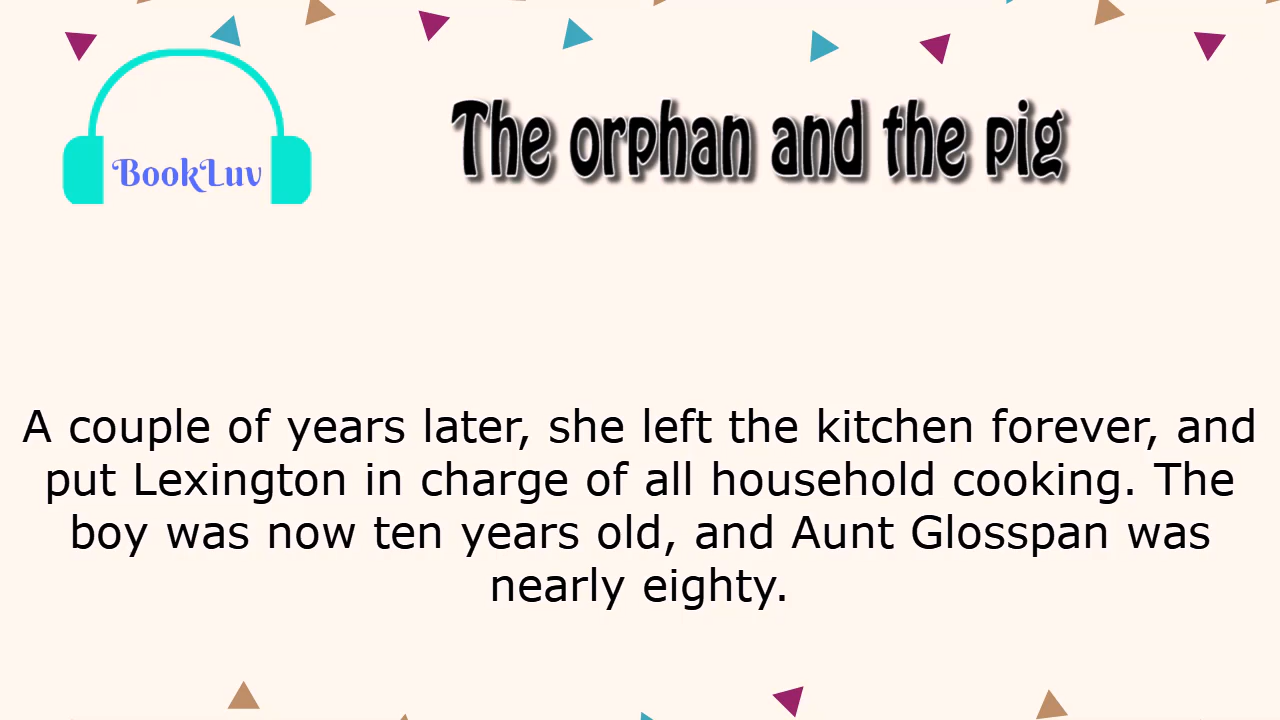 BookLuv
The orphan and the pig
A couple of years later, she left the kitchen forever, and
put Lexington in charge of all household cooking. The
boy was now ten years old, and Aunt Glosspan was
nearly eighty.